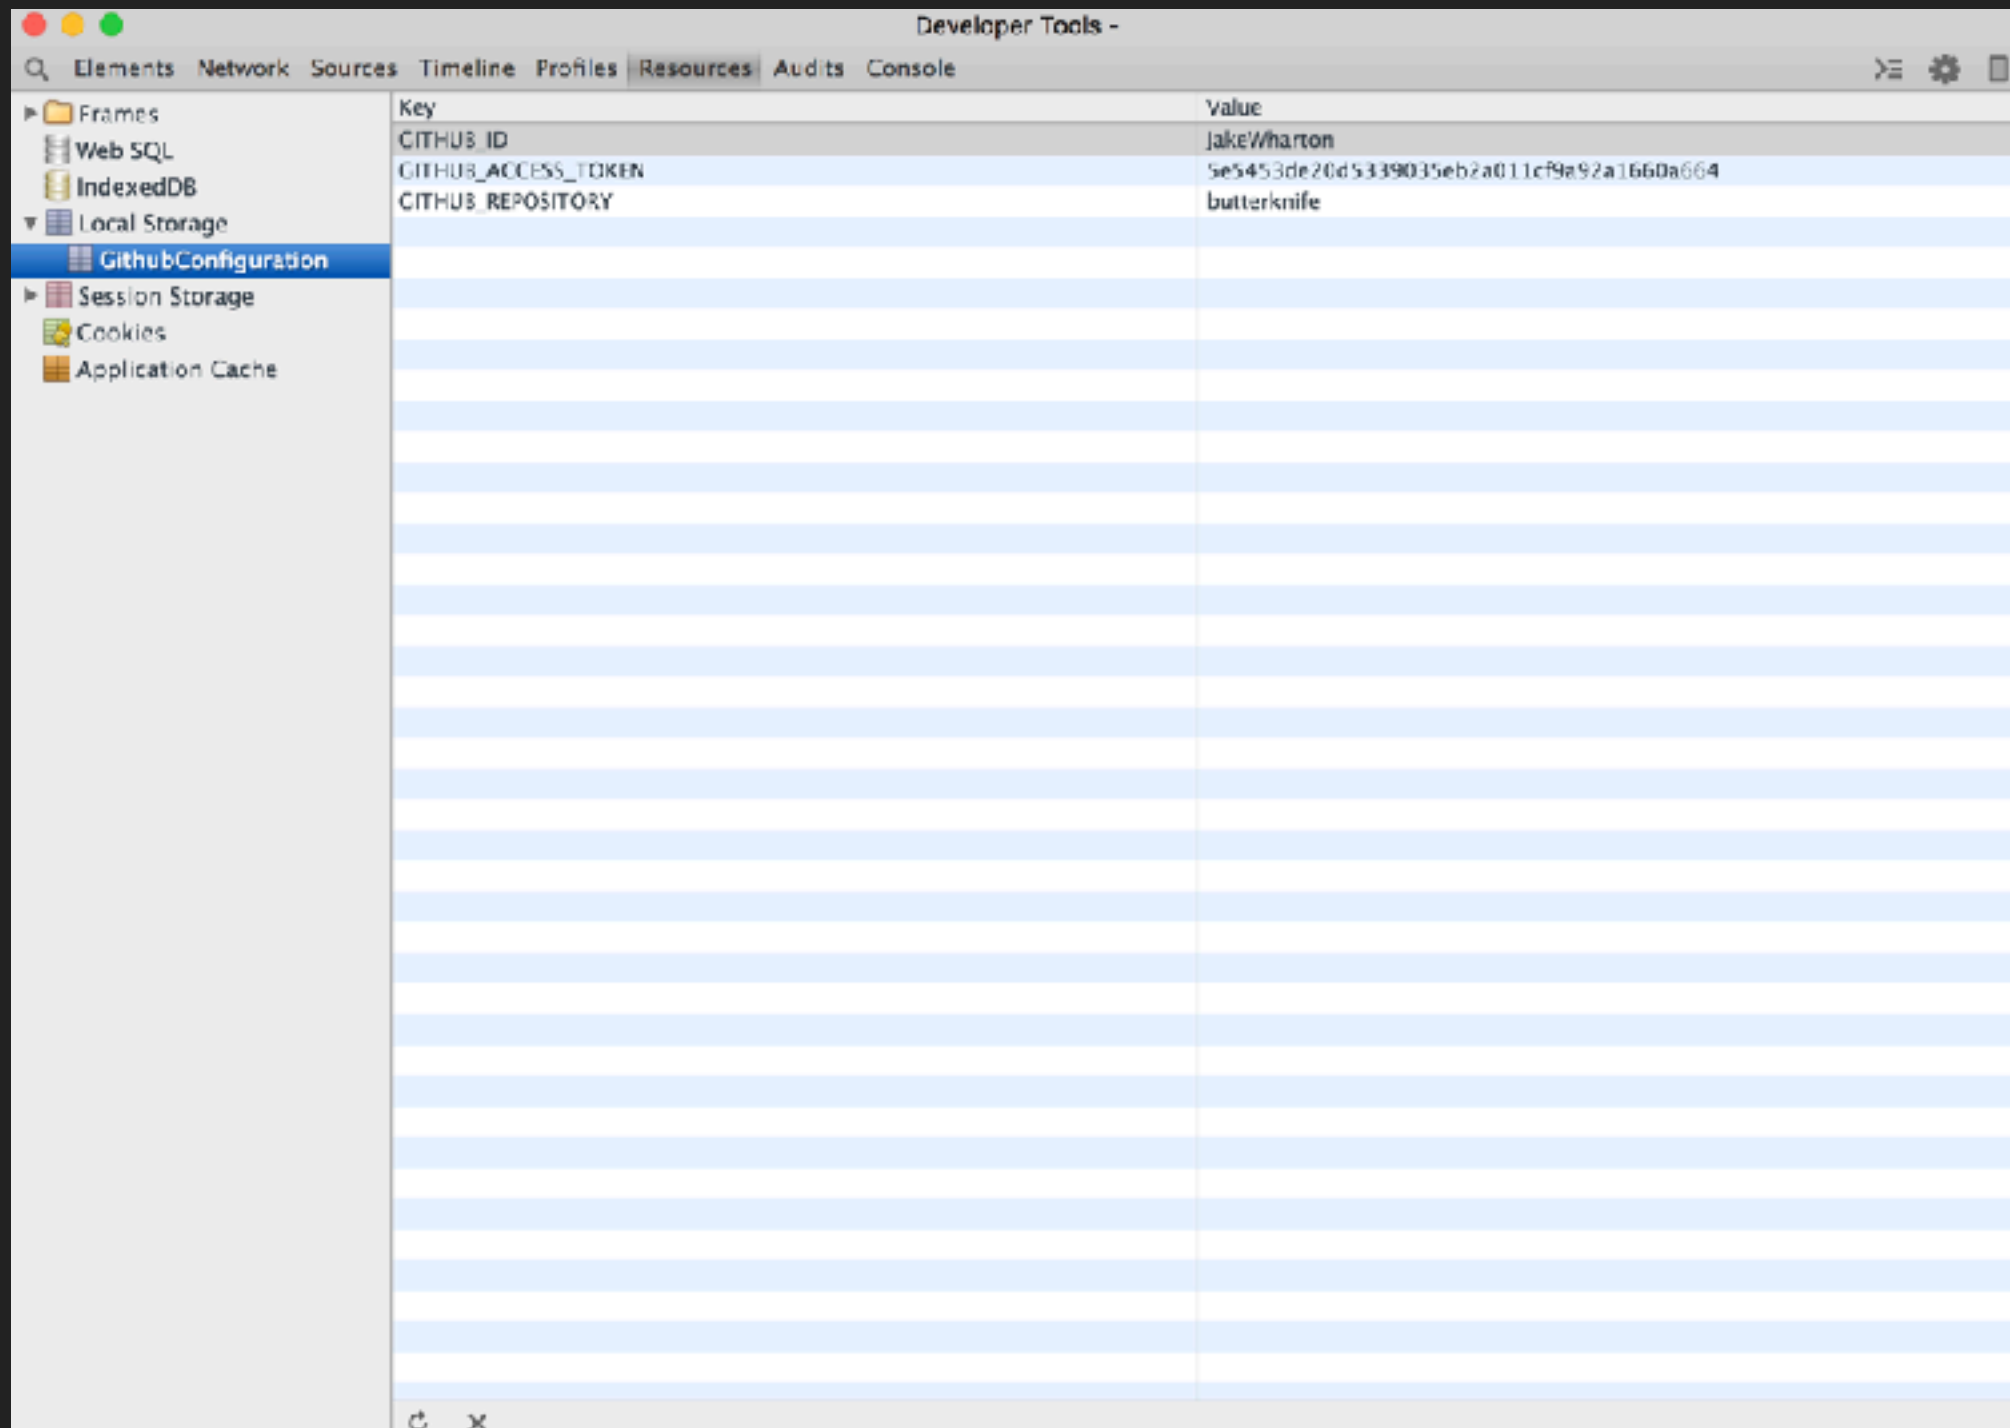 Developer Tools -
Elements Network Sources Timeline Profiles Resources Audits Console
Frames
Web SQL
IndexedDB
Local Storage
GithubConfiguration
Session Storage
Cookies
Application Cache
Key Value
GITHUB_ID JakeWharton
GITHUB_ACCESS_TOKEN 5e5453de20d5339035eb2a011cf9a92a1660a664
GITHUB_REPOSITORY butterknife